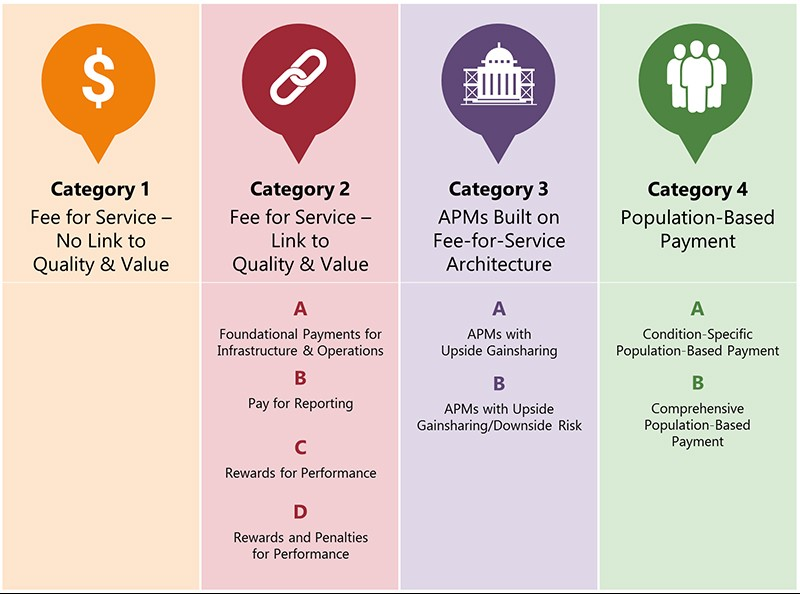 $
Category 1
Fee for Service –
No Link to
Quality & Value
Category 2
Fee for Service –
Link to
Quality & Value
A
Foundational Payments for
Infrastructure & Operations
B
Pay for Reporting
C
Rewards for Performance
D
Rewards and Penalties
for Performance
Category 3
APMs Built on
Fee-for-Service
Architecture
A
APMs with
Upside Gainsharing
B
APMs with Upside
Gainsharing/Downside Risk
Category 4
Population-Based
Payment
A
Condition-Specific
Population-Based Payment
B
Comprehensive
Population-Based
Payment